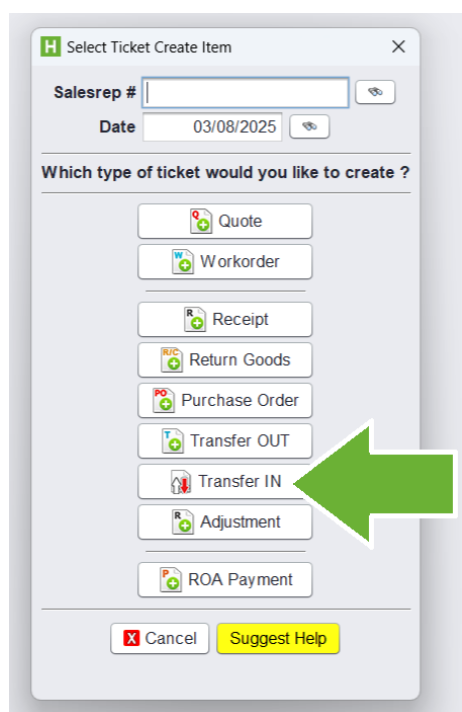 H Select Ticket Create Item X
Salesrep #
Date 03/08/2025
Which type of ticket would you like to create ?
Q Quote
W Workorder
R Receipt
R/C Return Goods
PO Purchase Order
T Transfer OUT
Transfer IN
R Adjustment
P ROA Payment
X Cancel Suggest Help